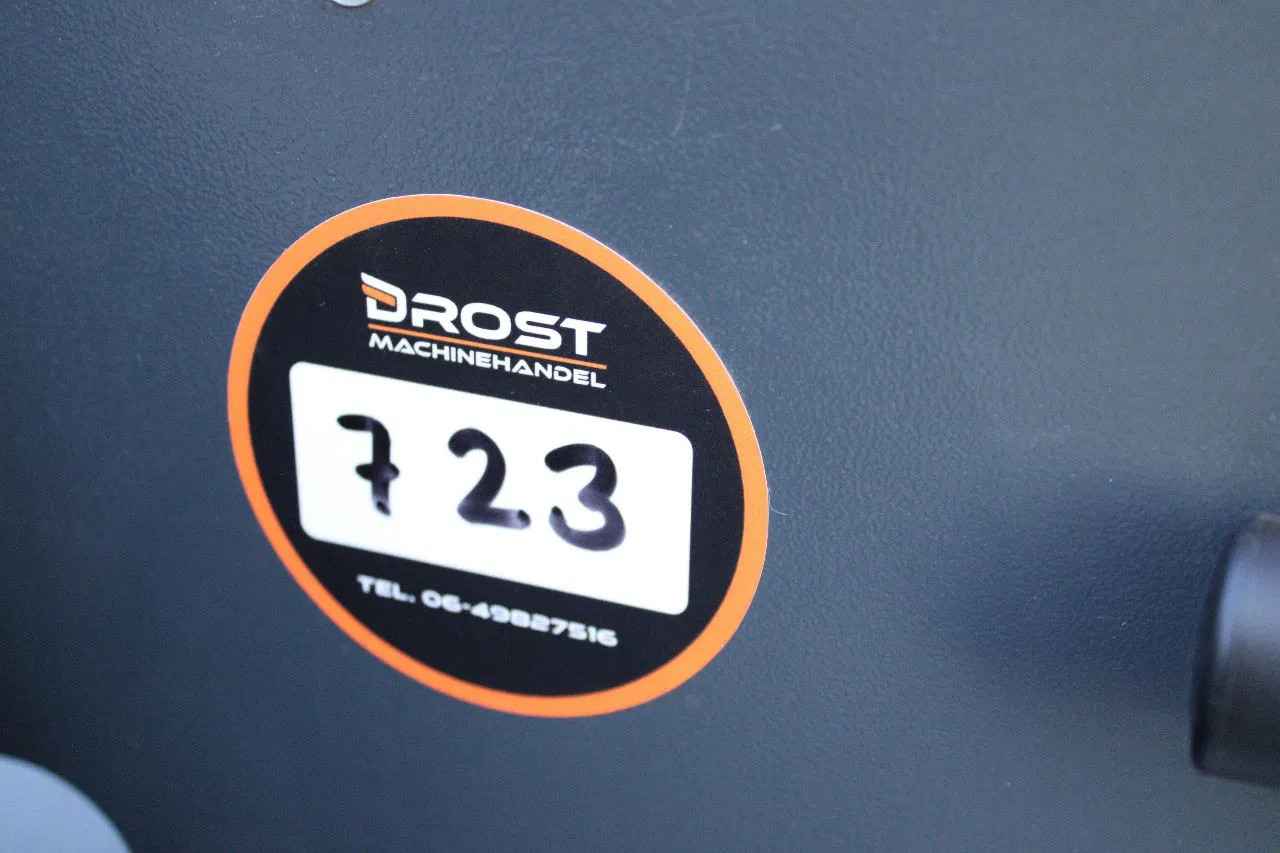 DROST
MACHINEHANDEL
723
TEL. 06-49827516